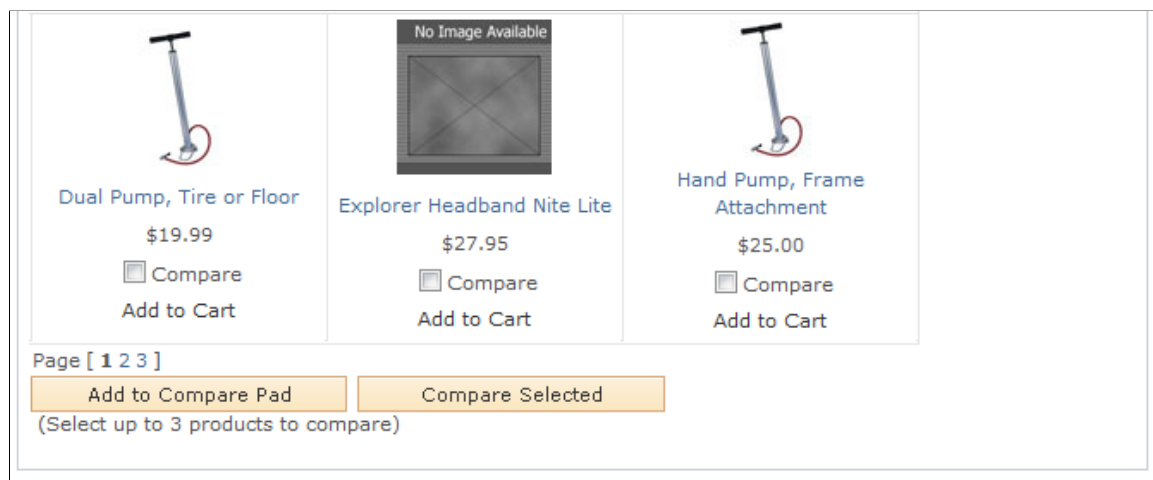 No Image Available
Dual Pump, Tire or Floor
$19.99
Compare
Add to Cart
Explorer Headband Nite Lite
$27.95
Compare
Add to Cart
Hand Pump, Frame
Attachment
$25.00
Compare
Add to Cart
Page [ 1 2 3 ]
Add to Compare Pad
Compare Selected
(Select up to 3 products to compare)